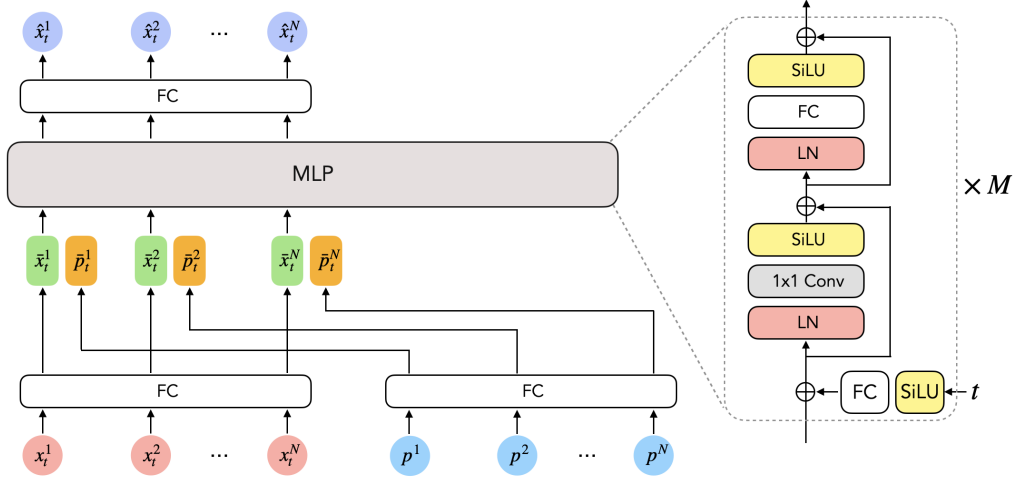 x̂_t^1 x̂_t^2 ... x̂_t^N
FC
MLP
x̄_t^1 p̄_t^1 x̄_t^2 p̄_t^2 x̄_t^N p̄_t^N
FC FC
x_t^1 x_t^2 ... x_t^N p^1 p^2 ... p^N
SiLU
FC
LN
× M
SiLU
1x1 Conv
LN
FC SiLU t